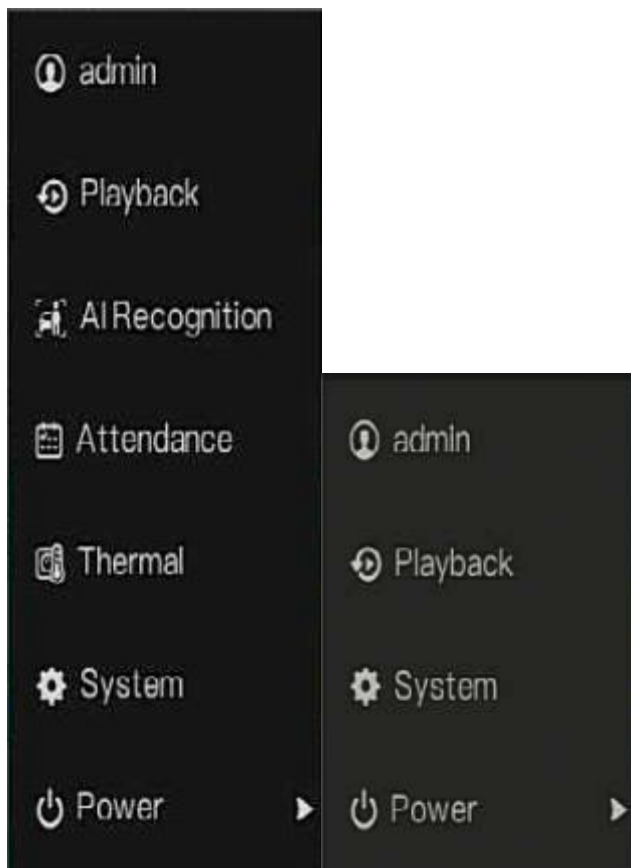 admin
Playback
AI Recognition
Attendance
Thermal
System
Power
admin
Playback
System
Power